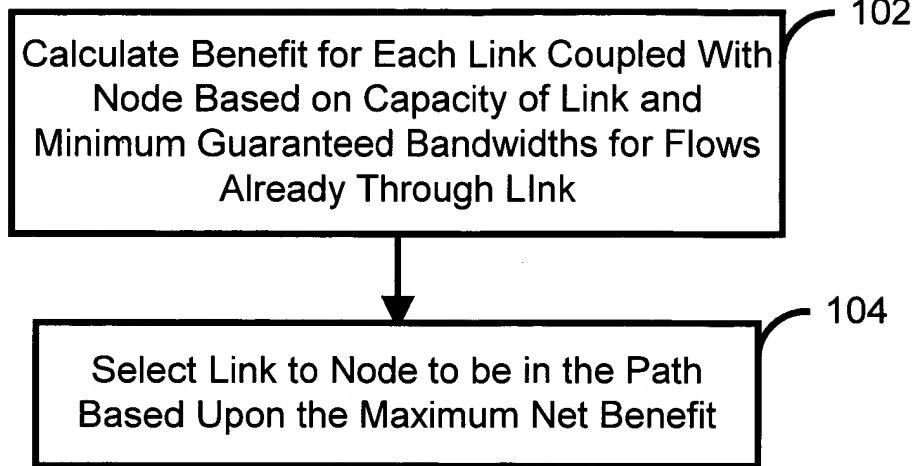 102
Calculate Benefit for Each Link Coupled With
Node Based on Capacity of Link and
Minimum Guaranteed Bandwidths for Flows
Already Through LInk
104
Select Link to Node to be in the Path
Based Upon the Maximum Net Benefit